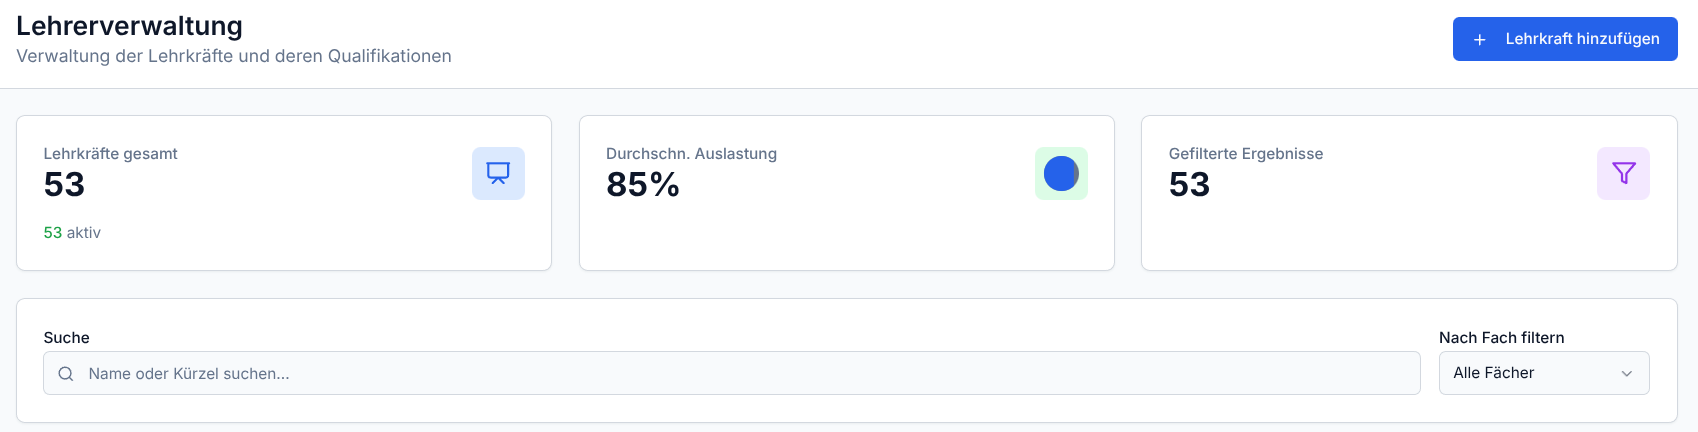 Lehrerverwaltung
Verwaltung der Lehrkräfte und deren Qualifikationen
+ Lehrkraft hinzufügen
Lehrkräfte gesamt
53
53 aktiv
Durchschn. Auslastung
85%
Gefilterte Ergebnisse
53
Suche
Name oder Kürzel suchen...
Nach Fach filtern
Alle Fächer